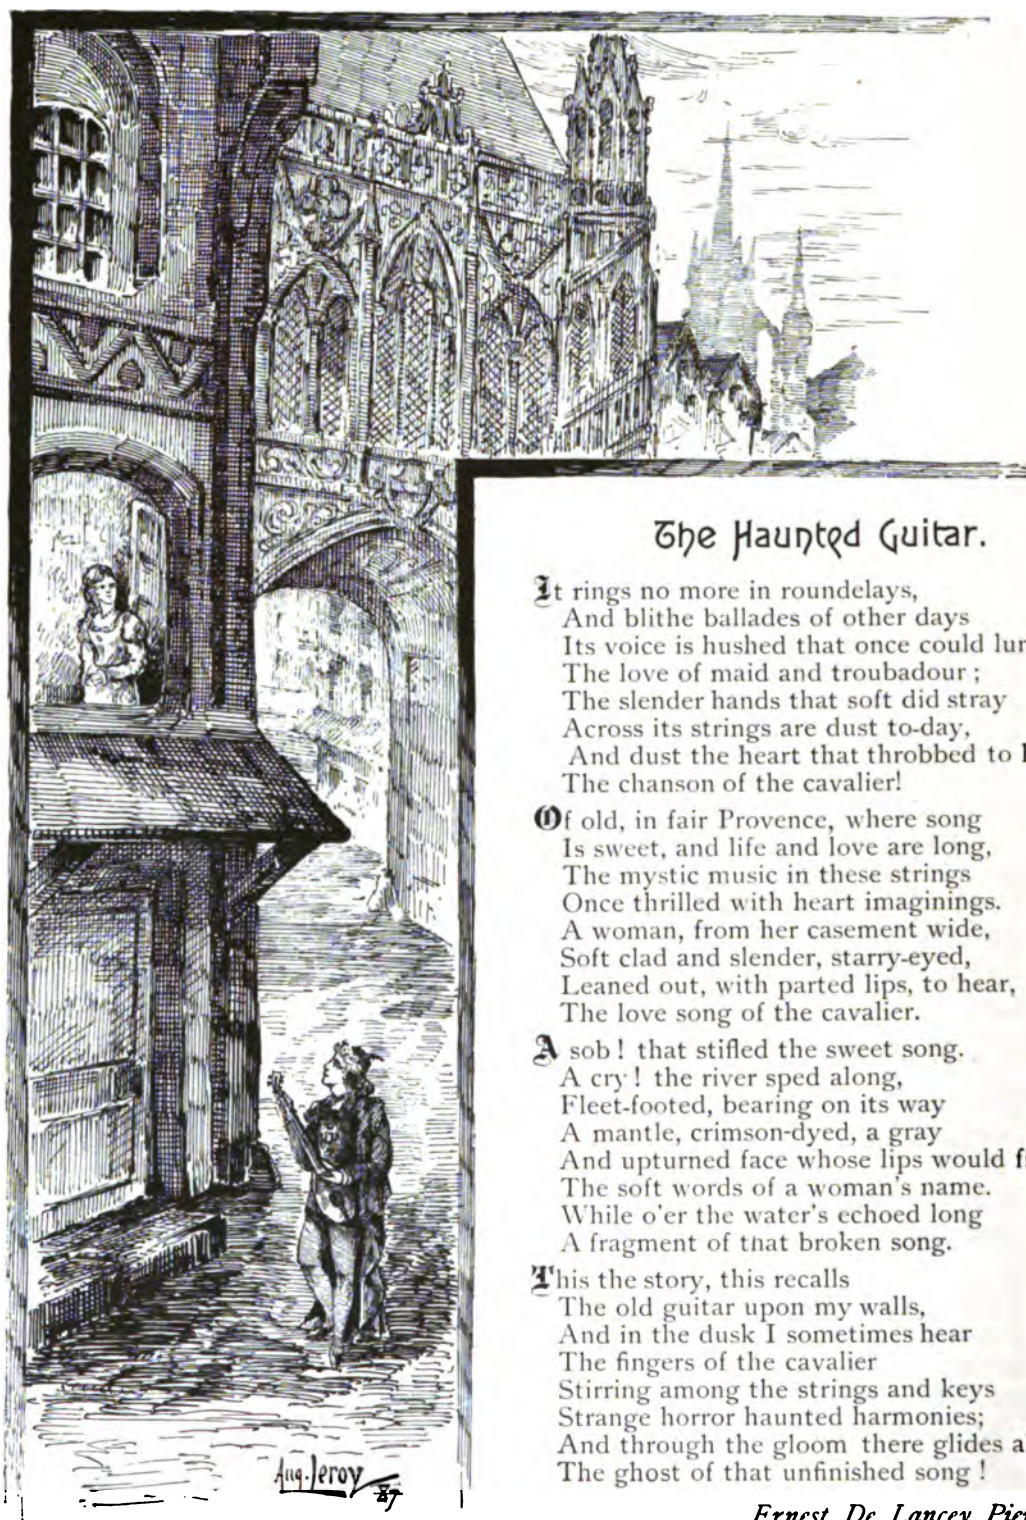 The Haunted Guitar.
It rings no more in roundelays,
And blithe ballades of other days
Its voice is hushed that once could
The love of maid and troubadour ;
The slender hands that soft did stray
Across its strings are dust to-day,
And dust the heart that throbbed to
The chanson of the cavalier!
Of old, in fair Provence, where song
Is sweet, and life and love are long,
The mystic music in these strings
Once thrilled with heart imaginings.
A woman, from her casement wide,
Soft clad and slender, starry-eyed,
Leaned out, with parted lips, to hear,
The love song of the cavalier.
A sob ! that stifled the sweet song.
A cry ! the river sped along,
Fleet-footed, bearing on its way
A mantle, crimson-dyed, a gray
And upturned face whose lips would
The soft words of a woman's name.
While o'er the water's echoed long
A fragment of that broken song.
This the story, this recalls
The old guitar upon my walls,
And in the dusk I sometimes hear
The fingers of the cavalier
Stirring among the strings and keys
Strange horror haunted harmonies;
And through the gloom there glides
The ghost of that unfinished song !
Aug. Leroy
87
Ernest De Lancey